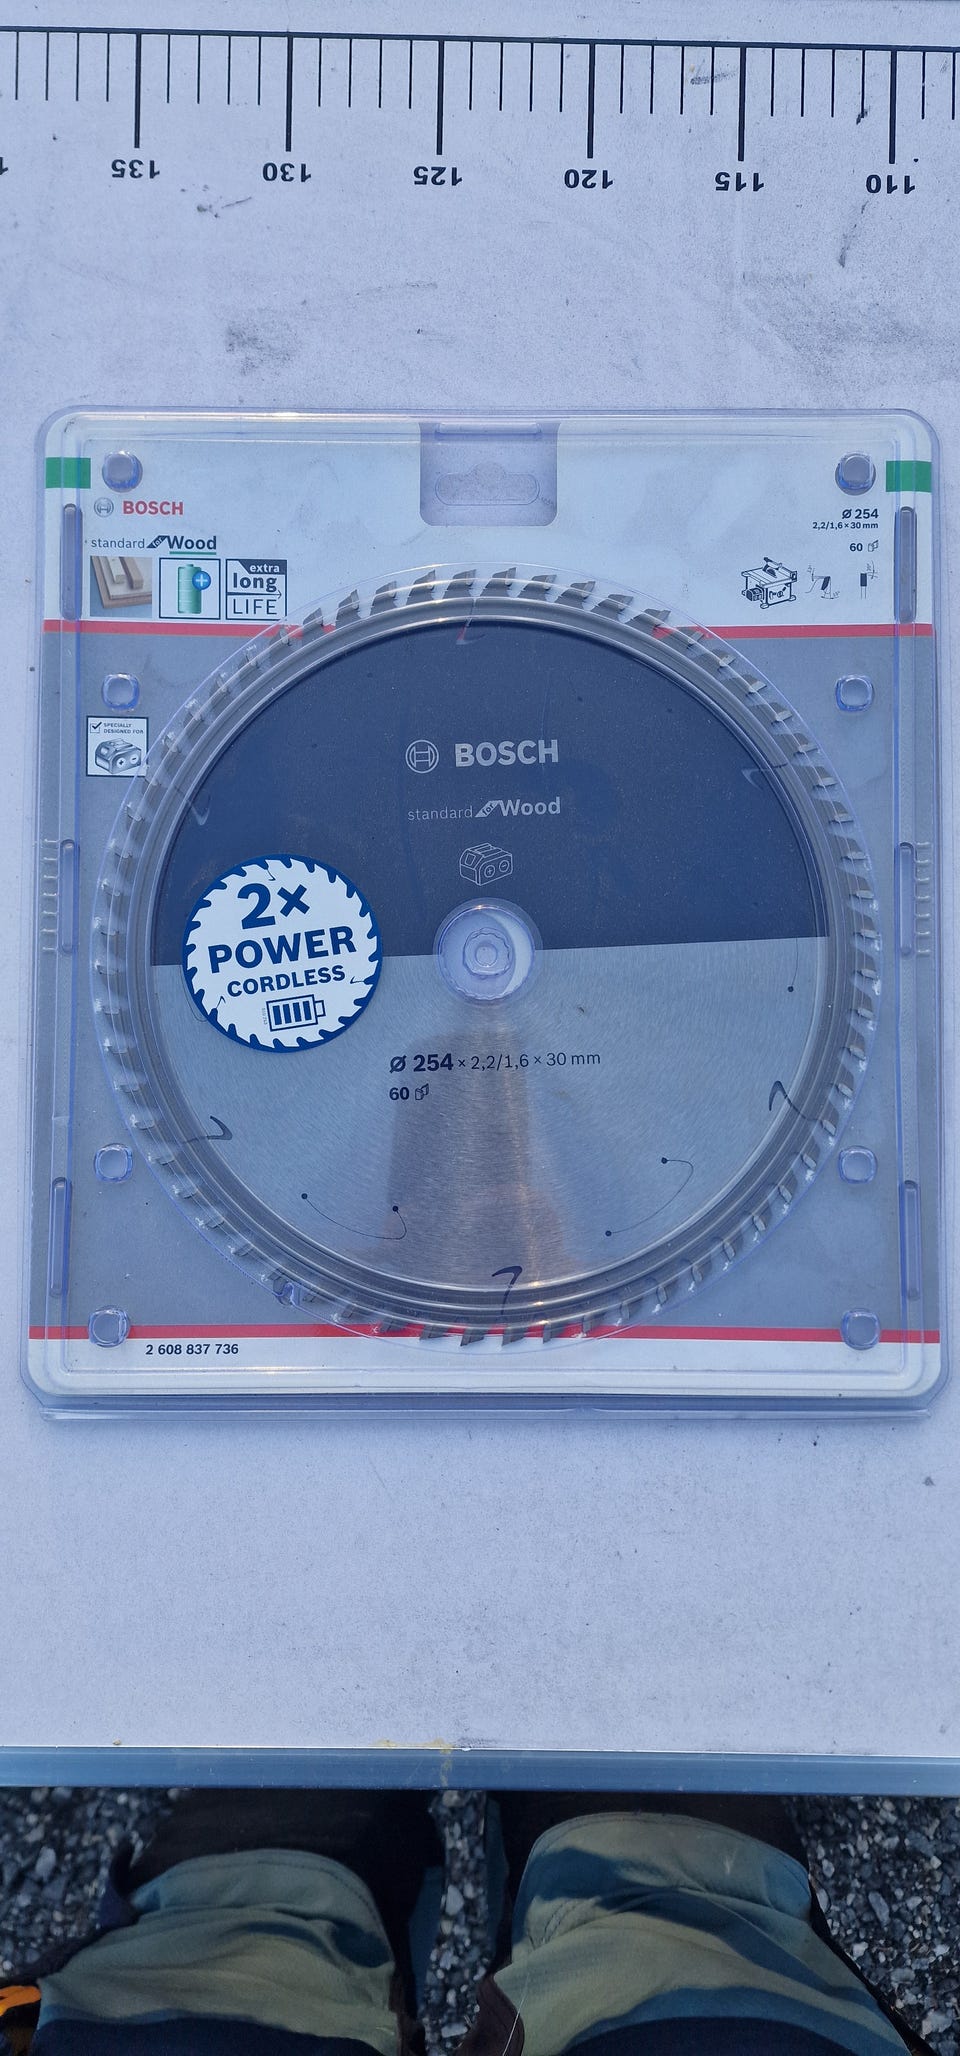 135
130
125
120
115
110
BOSCH
standard for Wood
extra
long
LIFE
Ø 254
2,2/1,6 × 30 mm
60
SPECIALLY
DESIGNED FOR
BOSCH
standard for Wood
2×
POWER
CORDLESS
Ø 254 × 2,2/1,6 × 30 mm
60
2 608 837 736